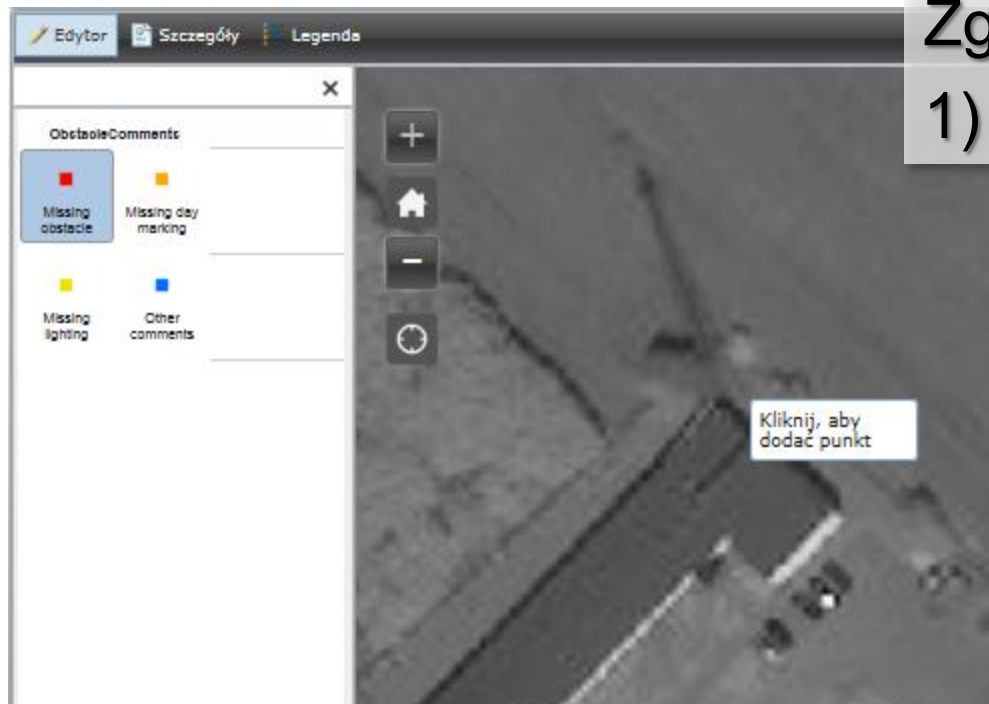 Edytor Szczegóły Legenda
Zg
1)
ObstacleComments
Missing obstacle
Missing day marking
Missing lighting
Other comments
Kliknij, aby
dodać punkt